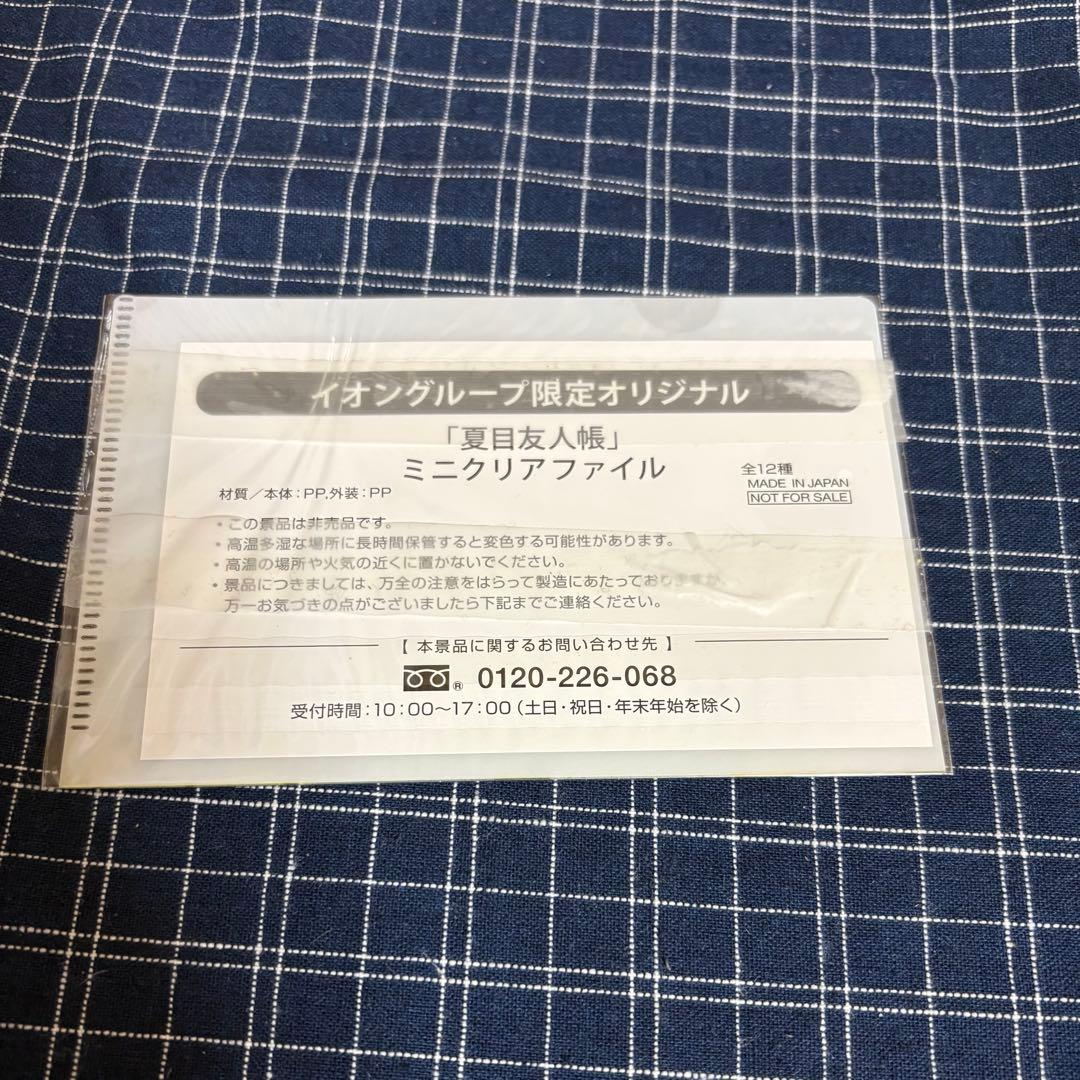 イオングループ限定オリジナル
「夏目友人帳」
ミニクリアファイル
全12種
MADE IN JAPAN
NOT FOR SALE
材質／本体：PP,外装：PP
・この景品は非売品です。
・高温多湿な場所に長時間保管すると変色する可能性があります。
・高温の場所や火気の近くに置かないでください。
・景品につきましては、万全の注意をはらって製造にあたっておりますが、
万一お気づきの点がございましたら下記までご連絡ください。
【 本景品に関するお問い合わせ先 】
® 0120-226-068
受付時間：10：00～17：00（土日・祝日・年末年始を除く）